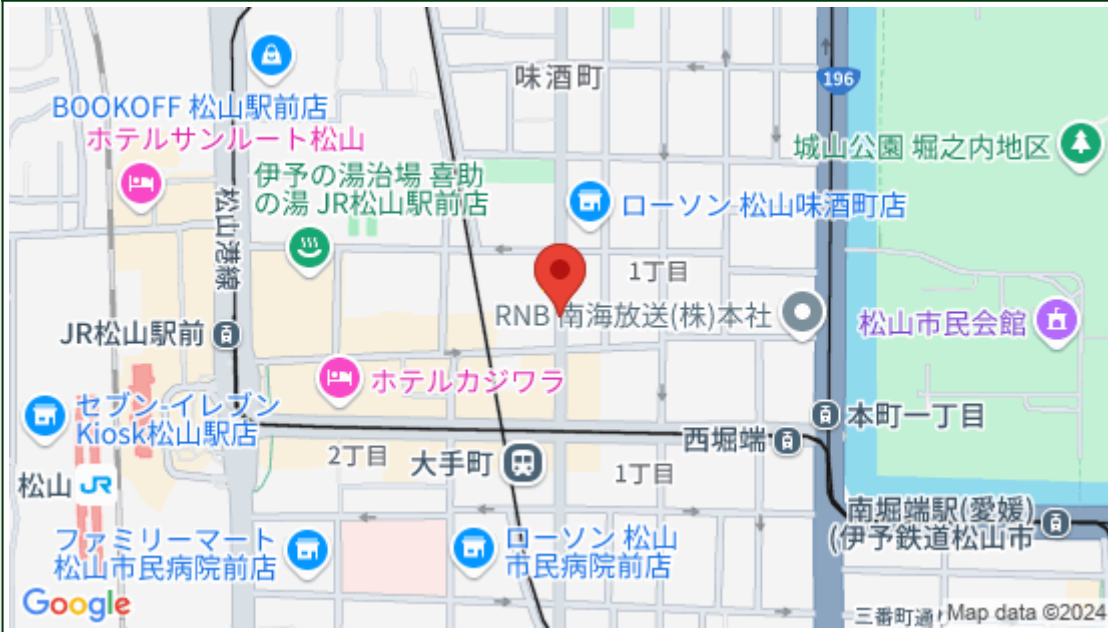 味酒町
196
BOOKOFF 松山駅前店
ホテルサンルート松山
城山公園 堀之内地区
伊予の湯治場 喜助
の湯 JR松山駅前店
松山港線
ローソン 松山味酒町店
1丁目
RNB 南海放送(株)本社
松山市民会館
JR松山駅前
ホテルカジワラ
セブン-イレブン
Kiosk松山駅店
本町一丁目
西堀端
2丁目
大手町
1丁目
松山 JR
南堀端駅(愛媛)
(伊予鉄道松山市
ファミリーマート
松山市民病院前店
ローソン 松山
市民病院前店
Google
三番町通
Map data ©2024